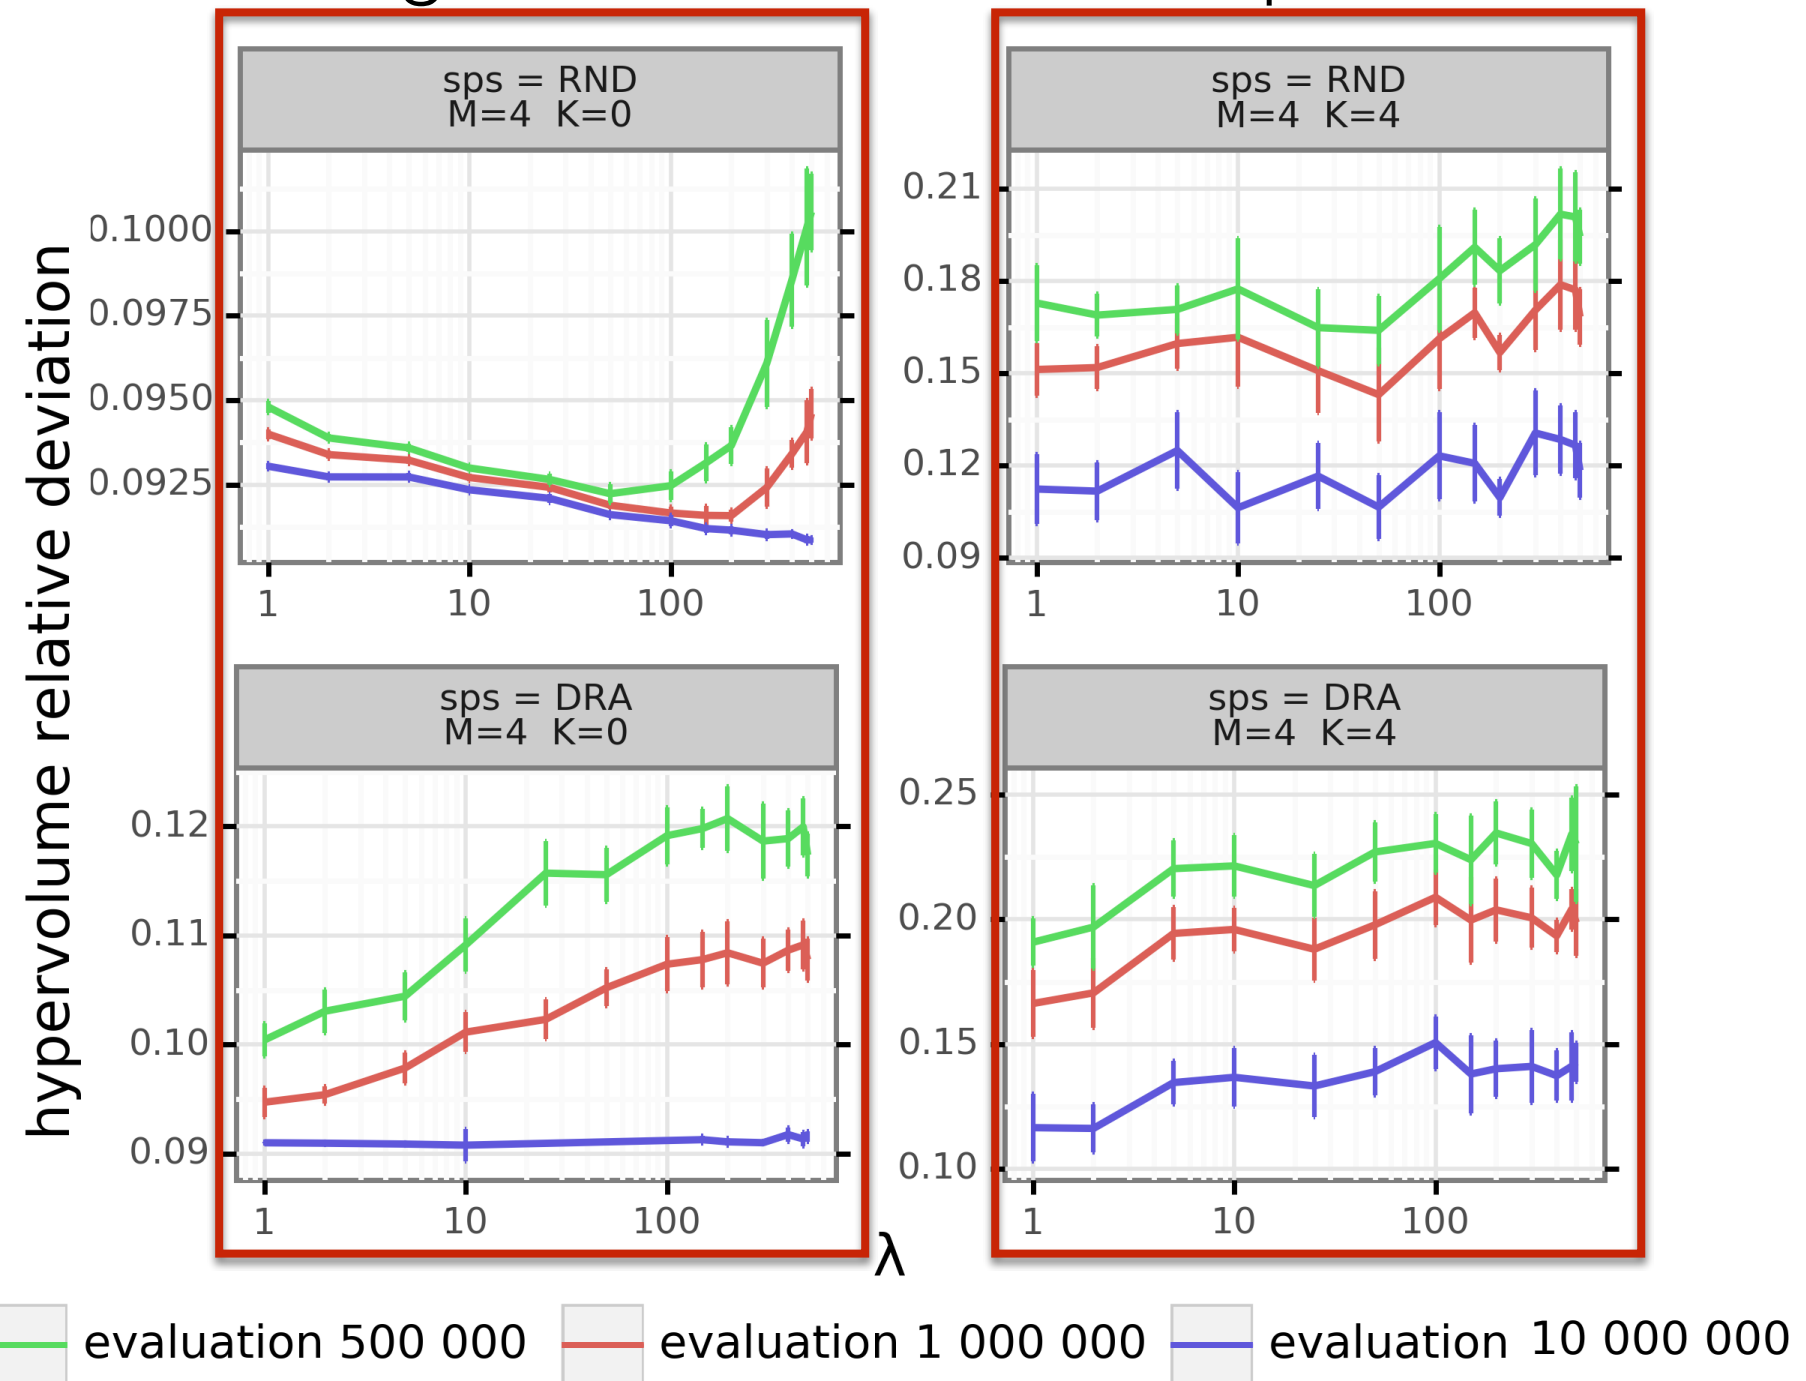 hypervolume relative deviation
sps = RND
M=4 K=0
0.1000
0.0975
0.0950
0.0925
1 10 100
sps = RND
M=4 K=4
0.21
0.18
0.15
0.12
0.09
1 10 100
sps = DRA
M=4 K=0
0.12
0.11
0.10
0.09
1 10 100
sps = DRA
M=4 K=4
0.25
0.20
0.15
0.10
1 10 100
λ
evaluation 500 000 evaluation 1 000 000 evaluation 10 000 000